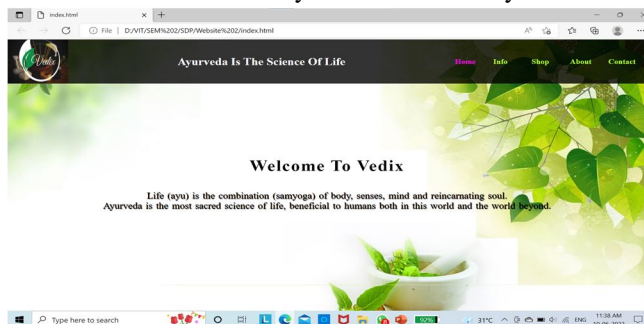 index.html
File | D:/VIT/SEM%202/SDP/Website%202/index.html
Vedix
Ayurveda Is The Science Of Life
Home Info Shop About Contact
Welcome To Vedix
Life (ayu) is the combination (samyoga) of body, senses, mind and reincarnating soul.
Ayurveda is the most sacred science of life, beneficial to humans both in this world and the world beyond.
Type here to search
92%
31°C
ENG
11:38 AM